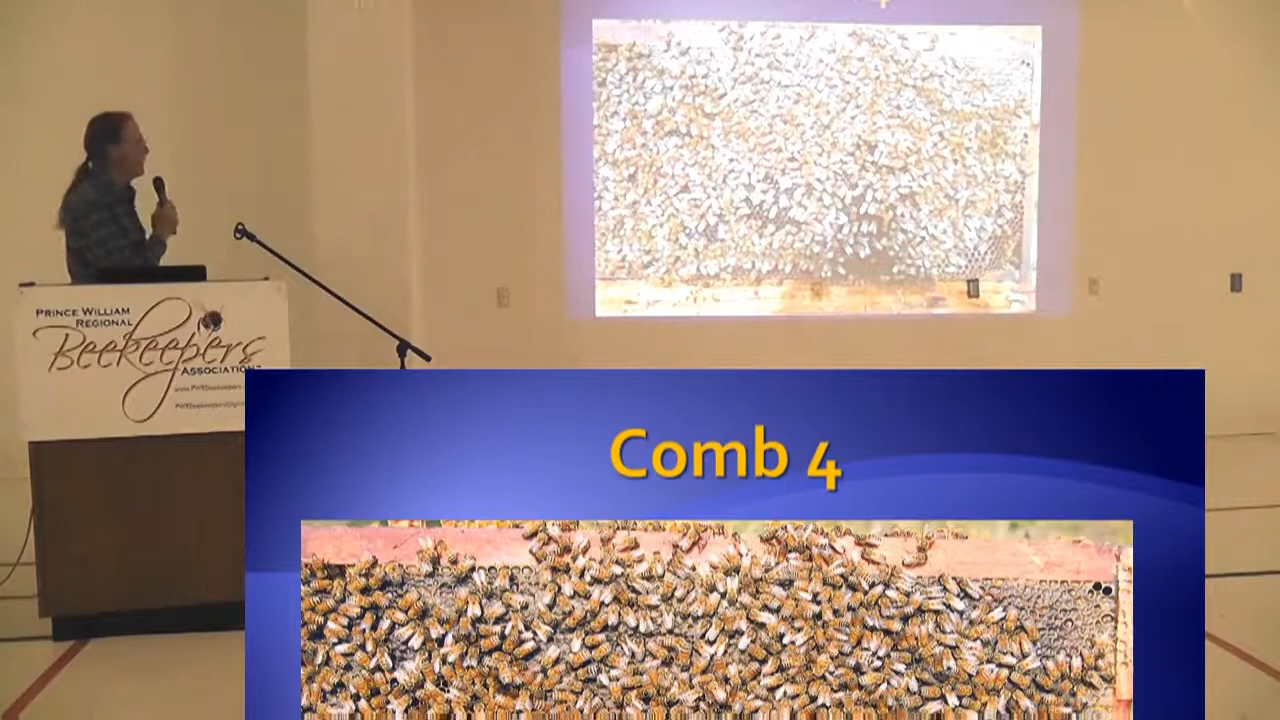 PRINCE WILLIAM
REGIONAL
Beekeepers
ASSOCIATION
Comb 4